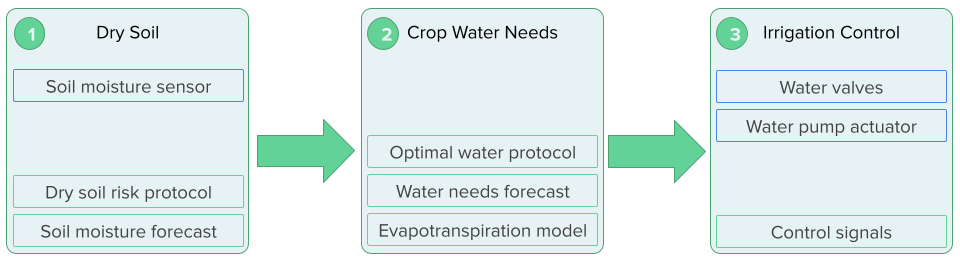 1
Dry Soil
Soil moisture sensor
Dry soil risk protocol
Soil moisture forecast
2
Crop Water Needs
Optimal water protocol
Water needs forecast
Evapotranspiration model
3
Irrigation Control
Water valves
Water pump actuator
Control signals